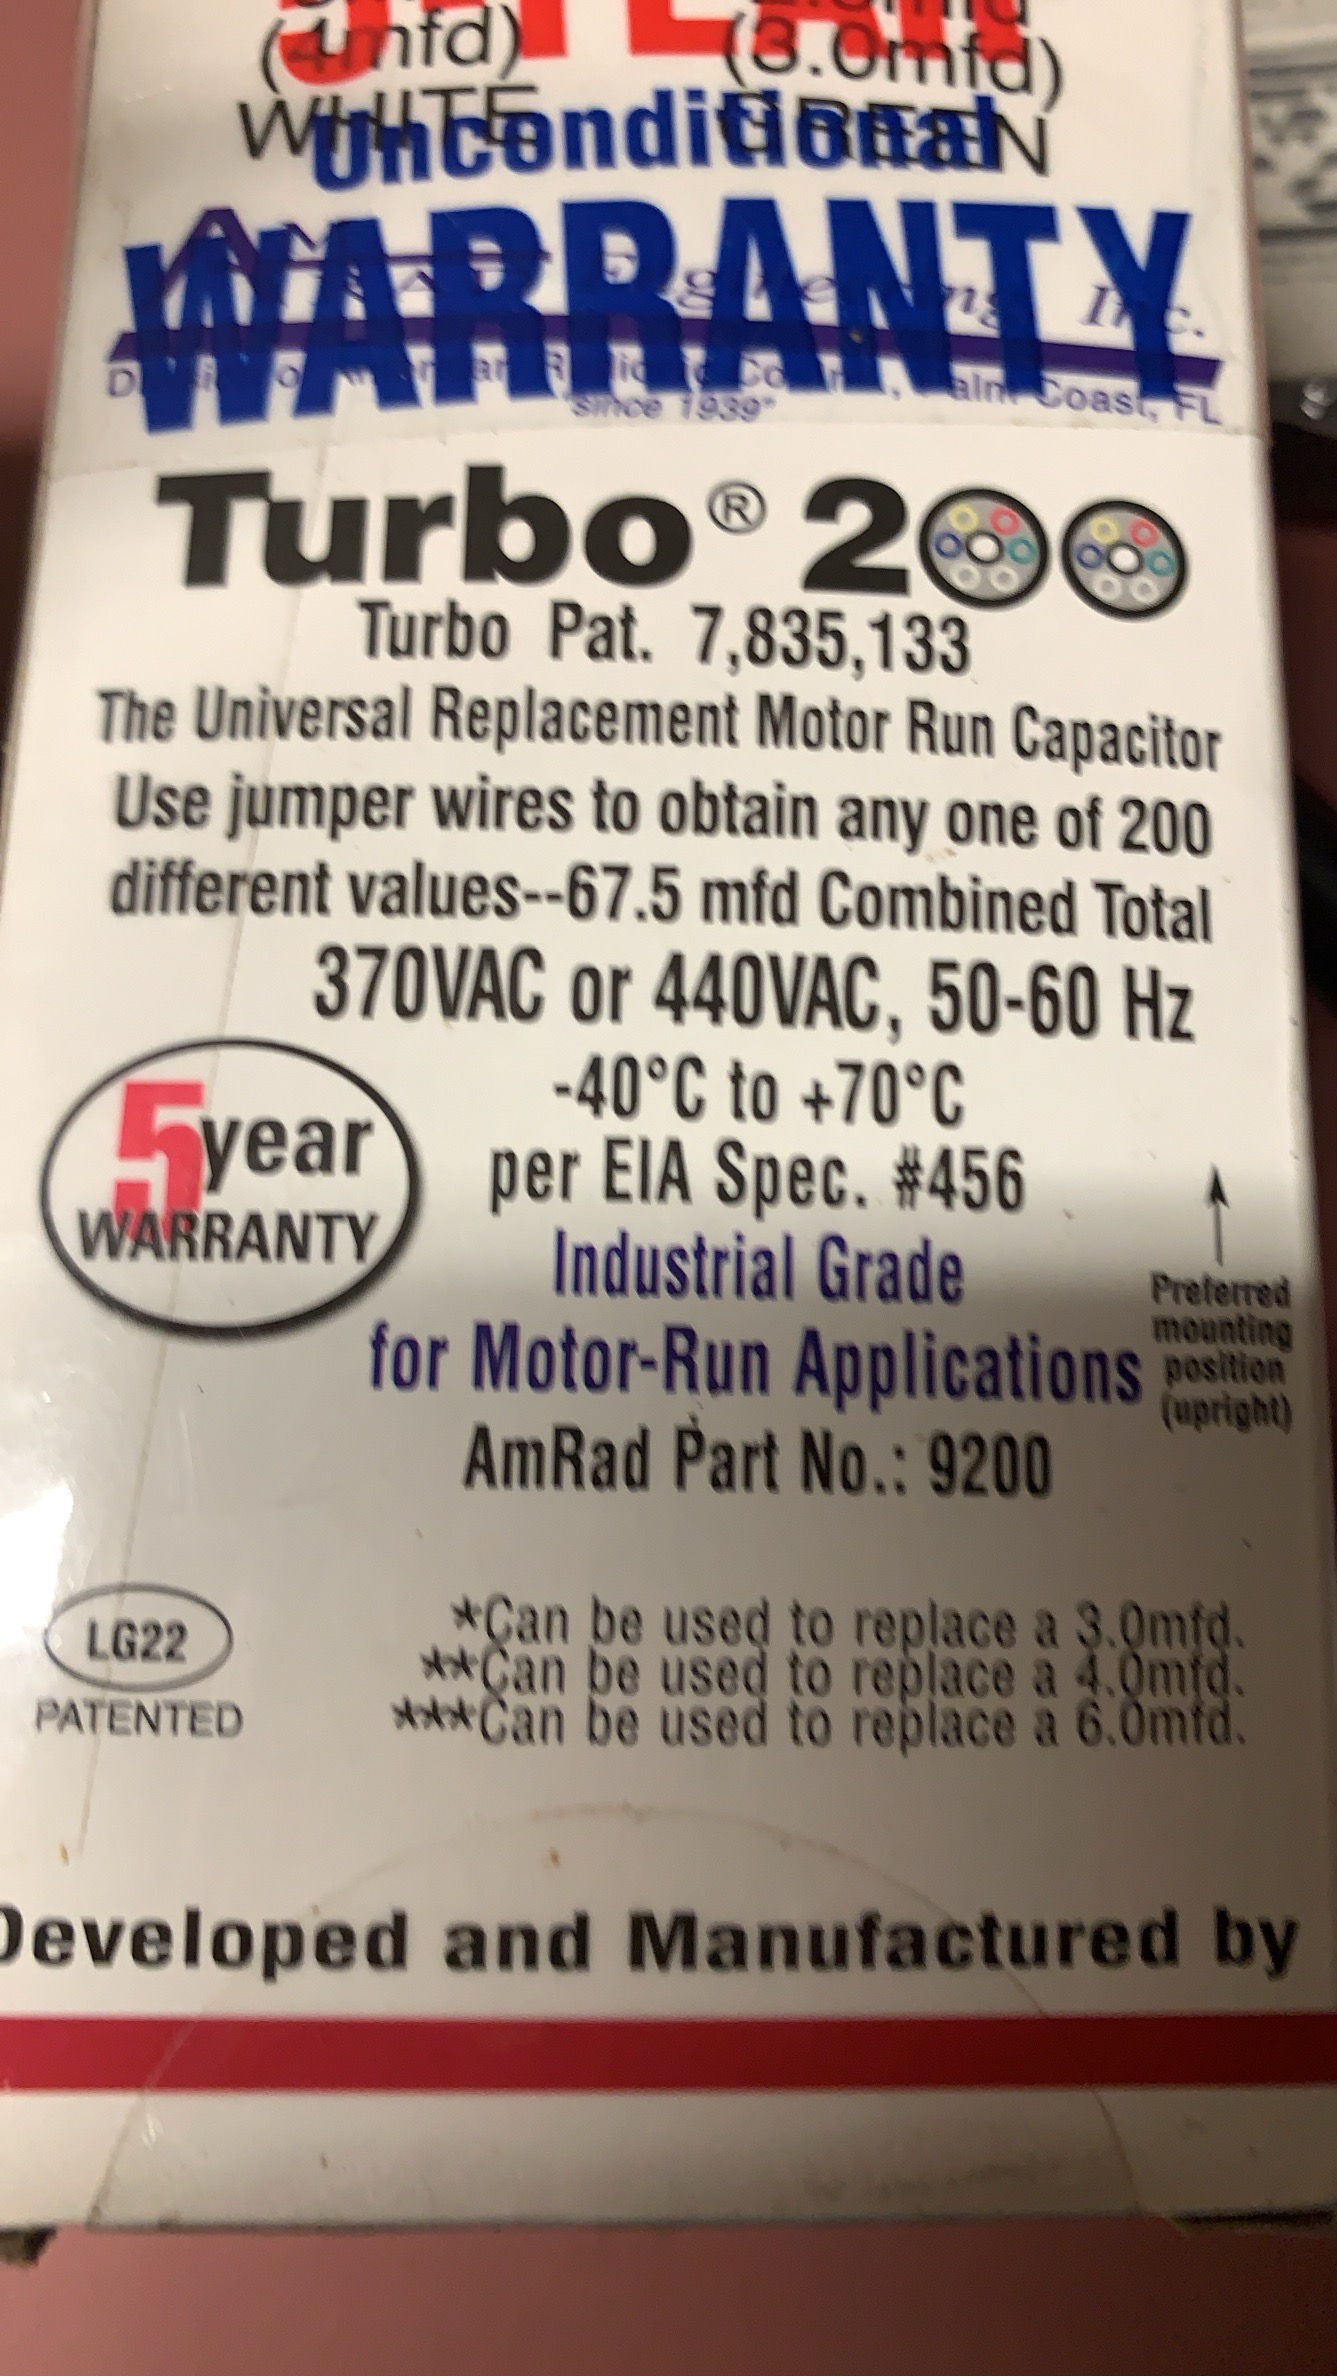 5-YEAR
(4mfd) (3.0mfd)
WHITE GREEN
Unconditional
WARRANTY
Inc.
Palm Coast, FL
"since 1939"
Turbo® 200
Turbo Pat. 7,835,133
The Universal Replacement Motor Run Capacitor
Use jumper wires to obtain any one of 200
different values--67.5 mfd Combined Total
370VAC or 440VAC, 50-60 Hz
-40°C to +70°C
per EIA Spec. #456
5year
WARRANTY
Industrial Grade
for Motor-Run Applications
AmRad Part No.: 9200
Preferred
mounting
position
(upright)
LG22
PATENTED
*Can be used to replace a 3.0mfd.
**Can be used to replace a 4.0mfd.
***Can be used to replace a 6.0mfd.
Developed and Manufactured by